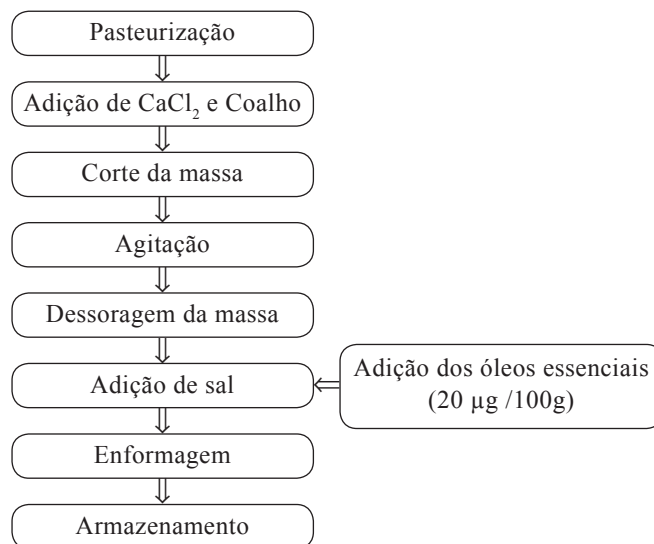 Pasteurização
Adição de CaCl₂ e Coalho
Corte da massa
Agitação
Dessoragem da massa
Adição de sal
Adição dos óleos essenciais
(20 µg /100g)
Enformagem
Armazenamento